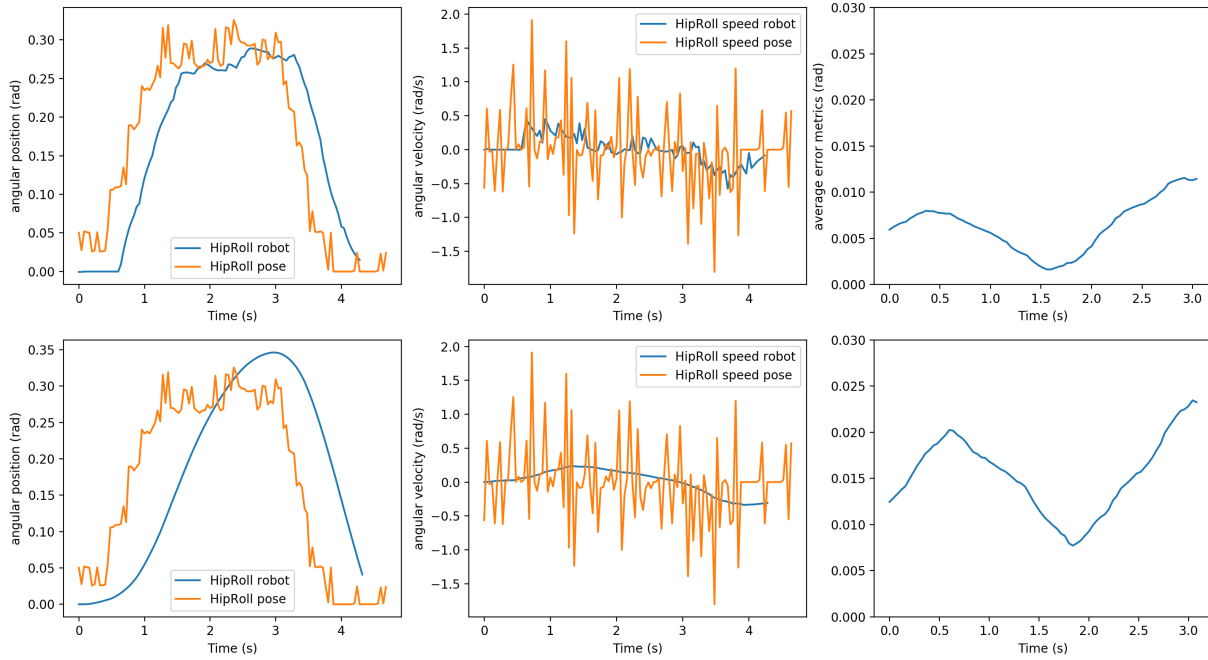 angular position (rad)
0.30
0.25
0.20
0.15
0.10
0.05
0.00
HipRoll robot
HipRoll pose
0 1 2 3 4
Time (s)
angular velocity (rad/s)
2.0
1.5
1.0
0.5
0.0
−0.5
−1.0
−1.5
HipRoll speed robot
HipRoll speed pose
0 1 2 3 4
Time (s)
average error metrics (rad)
0.030
0.025
0.020
0.015
0.010
0.005
0.000
0.0 0.5 1.0 1.5 2.0 2.5 3.0
Time (s)
angular position (rad)
0.35
0.30
0.25
0.20
0.15
0.10
0.05
0.00
HipRoll robot
HipRoll pose
0 1 2 3 4
Time (s)
angular velocity (rad/s)
2.0
1.5
1.0
0.5
0.0
−0.5
−1.0
−1.5
HipRoll speed robot
HipRoll speed pose
0 1 2 3 4
Time (s)
0.030
0.025
0.020
0.015
0.010
0.005
0.000
0.0 0.5 1.0 1.5 2.0 2.5 3.0
Time (s)